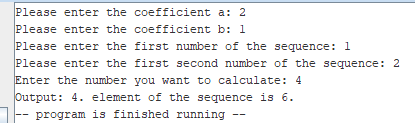 Please enter the coefficient a: 2
Please enter the coefficient b: 1
Please enter the first number of the sequence: 1
Please enter the first second number of the sequence: 2
Enter the number you want to calculate: 4
Output: 4. element of the sequence is 6.
-- program is finished running --